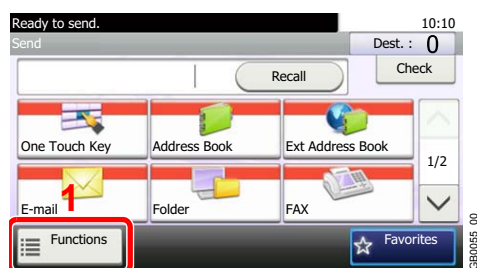 Ready to send.
10:10
Send
Dest. : 0
Recall
Check
One Touch Key
Address Book
Ext Address Book
1/2
1
E-mail
Folder
FAX
Functions
Favorites
GB0055_00